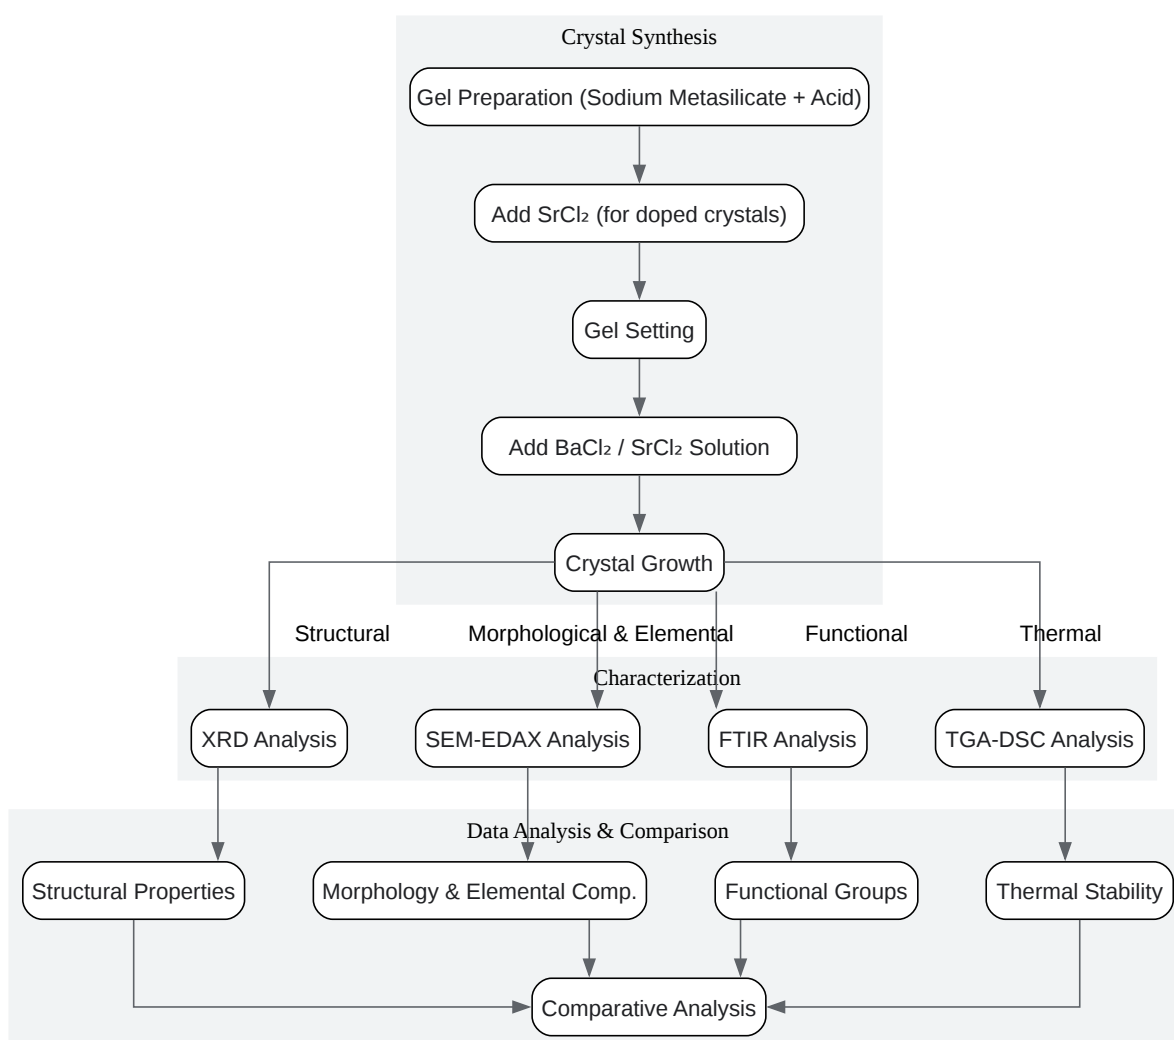 Crystal Synthesis
Gel Preparation (Sodium Metasilicate + Acid)
Add SrCl₂ (for doped crystals)
Gel Setting
Add BaCl₂ / SrCl₂ Solution
Crystal Growth
Structural
Morphological & Elemental
Functional
Thermal
Characterization
XRD Analysis
SEM-EDAX Analysis
FTIR Analysis
TGA-DSC Analysis
Data Analysis & Comparison
Structural Properties
Morphology & Elemental Comp.
Functional Groups
Thermal Stability
Comparative Analysis